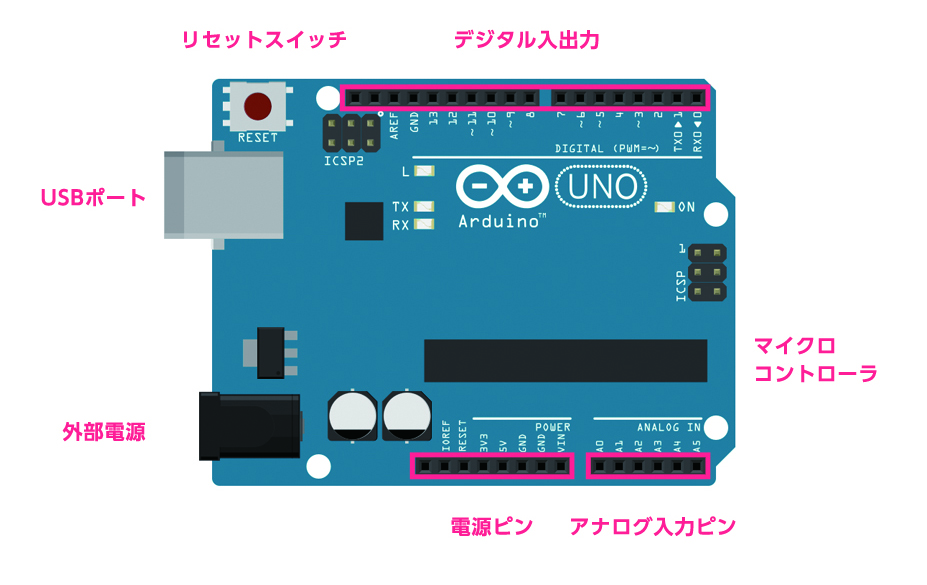 リセットスイッチ
デジタル入出力
RESET
ICSP2
AREF
GND
13
12
~11
~10
~9
8
7
~6
~5
4
~3
2
TX0▶1
RX0◀0
DIGITAL (PWM=~)
L
TX
RX
UNO
Arduino™
ON
USBポート
1
ICSP
マイクロ
コントローラ
外部電源
POWER
ANALOG IN
IOREF
RESET
3V3
5V
GND
GND
VIN
A0
A1
A2
A3
A4
A5
電源ピン
アナログ入力ピン